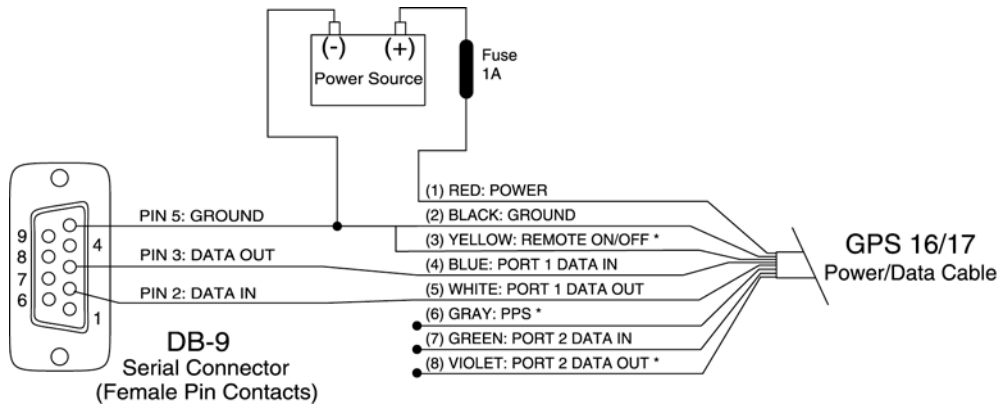 (-) (+)
Power Source
Fuse
1A
(1) RED: POWER
PIN 5: GROUND
(2) BLACK: GROUND
(3) YELLOW: REMOTE ON/OFF *
PIN 3: DATA OUT
(4) BLUE: PORT 1 DATA IN
PIN 2: DATA IN
(5) WHITE: PORT 1 DATA OUT
(6) GRAY: PPS *
(7) GREEN: PORT 2 DATA IN
(8) VIOLET: PORT 2 DATA OUT *
9
8
7
6
4
1
DB-9
Serial Connector
(Female Pin Contacts)
GPS 16/17
Power/Data Cable